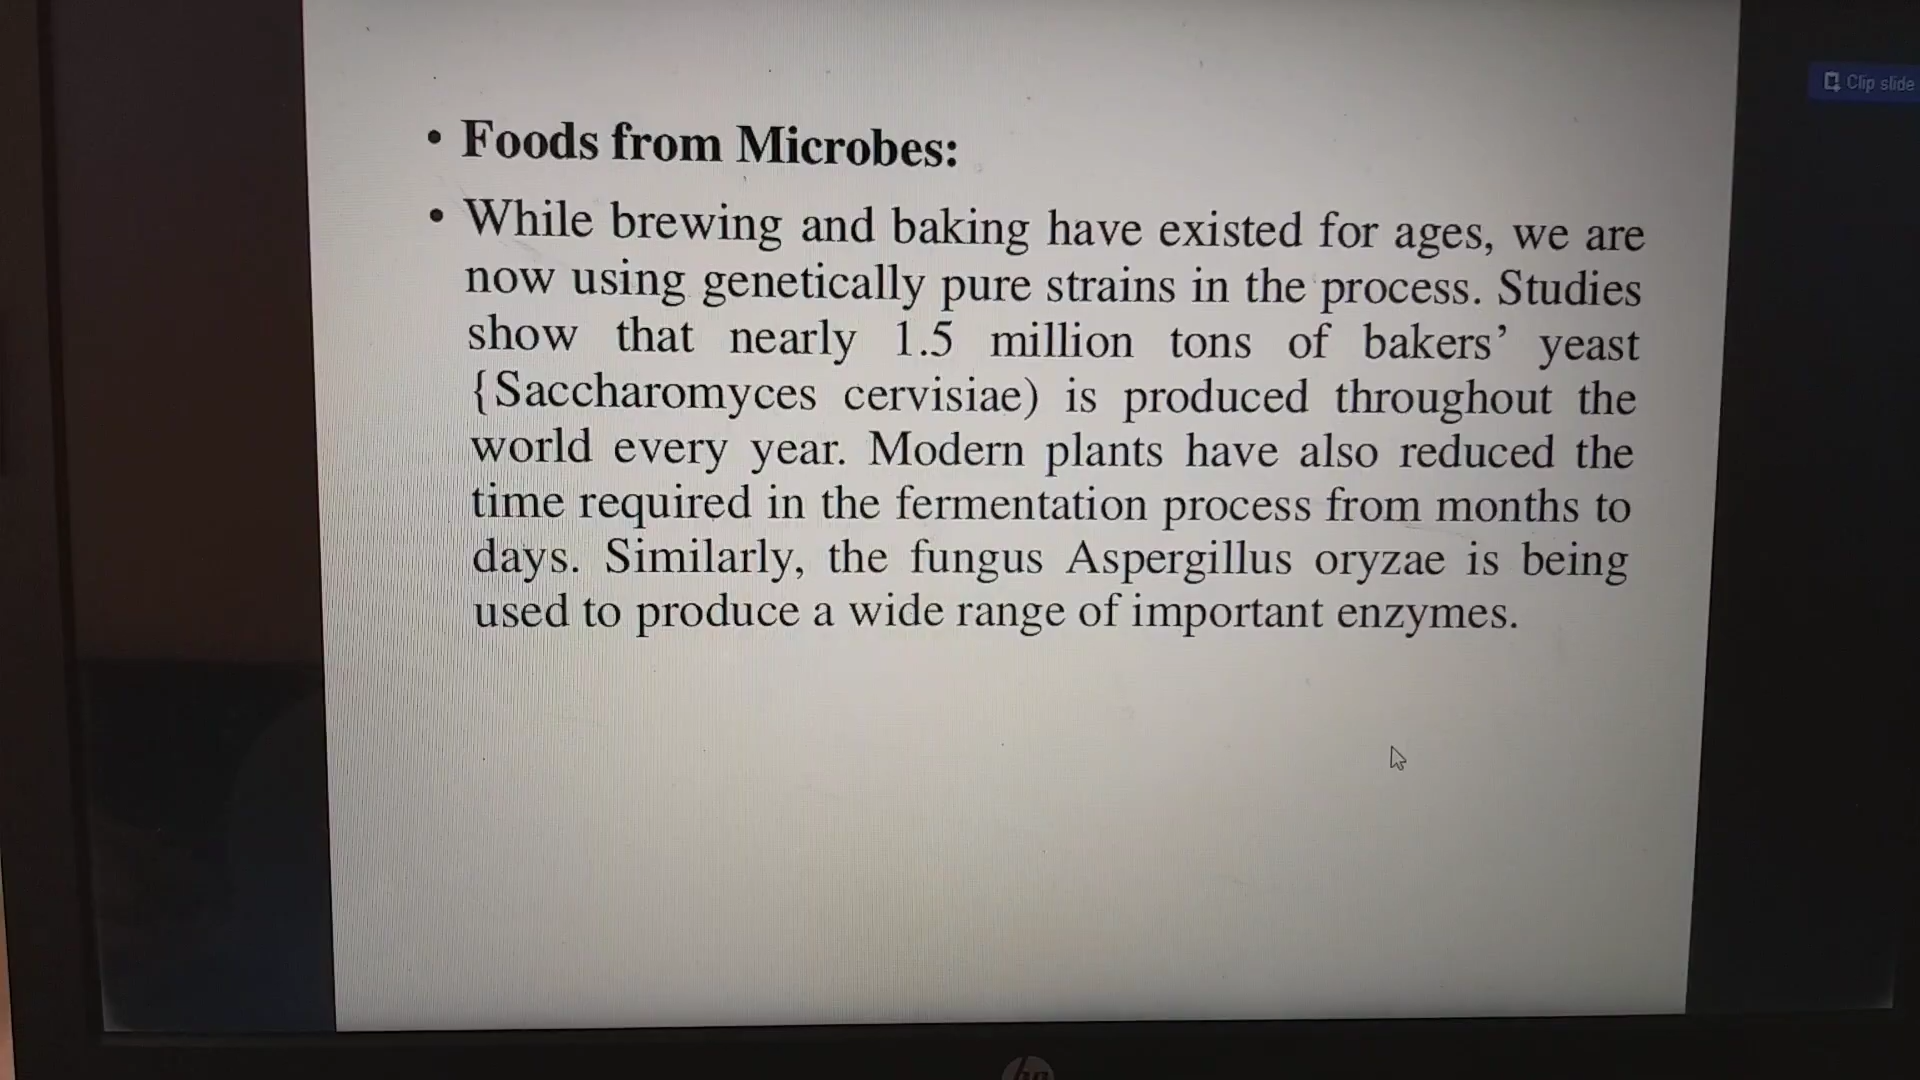 Clip slide
• Foods from Microbes:
• While brewing and baking have existed for ages, we are
now using genetically pure strains in the process. Studies
show that nearly 1.5 million tons of bakers’ yeast
{Saccharomyces cervisiae) is produced throughout the
world every year. Modern plants have also reduced the
time required in the fermentation process from months to
days. Similarly, the fungus Aspergillus oryzae is being
used to produce a wide range of important enzymes.
hp